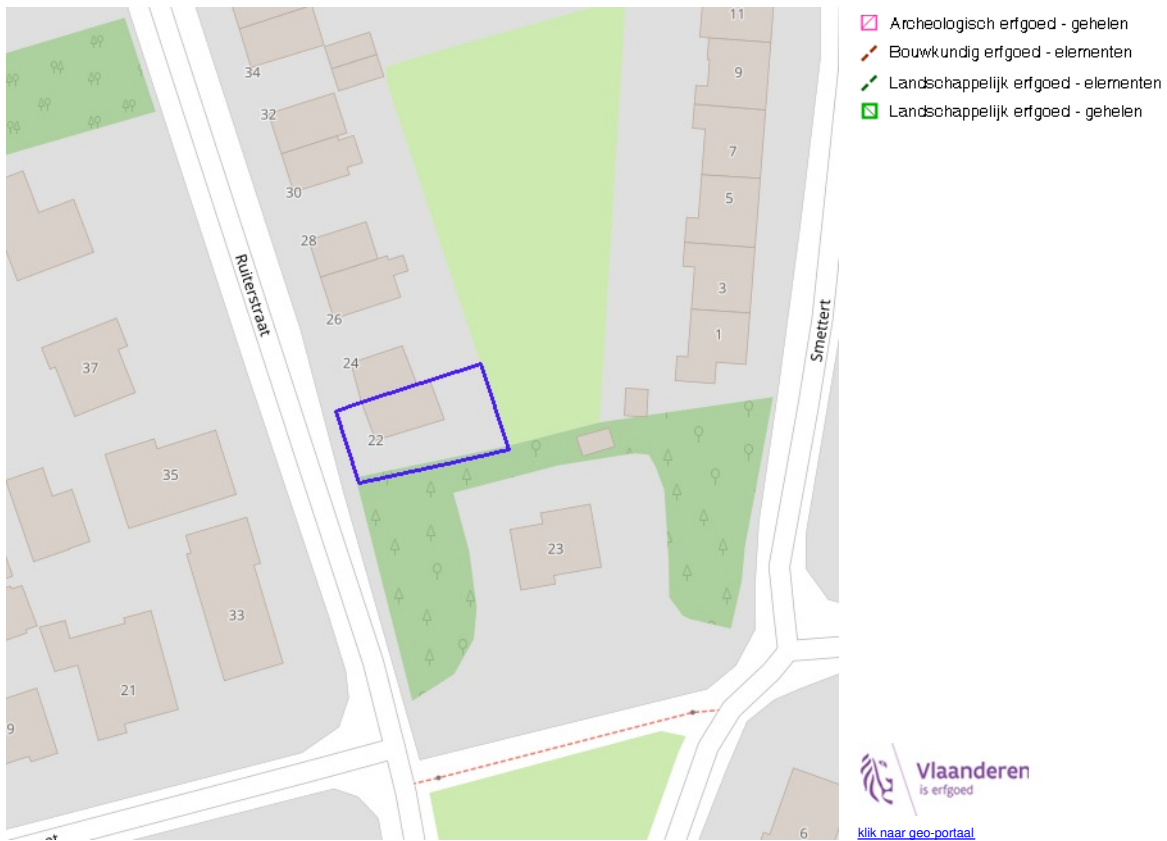 11
9
7
5
3
1
34
32
30
28
26
24
22
37
35
33
21
9
23
6
Ruiterstraat
Smettert
Archeologisch erfgoed - gehelen
Bouwkundig erfgoed - elementen
Landschappelijk erfgoed - elementen
Landschappelijk erfgoed - gehelen
Vlaanderen
is erfgoed
klik naar geo-portaal